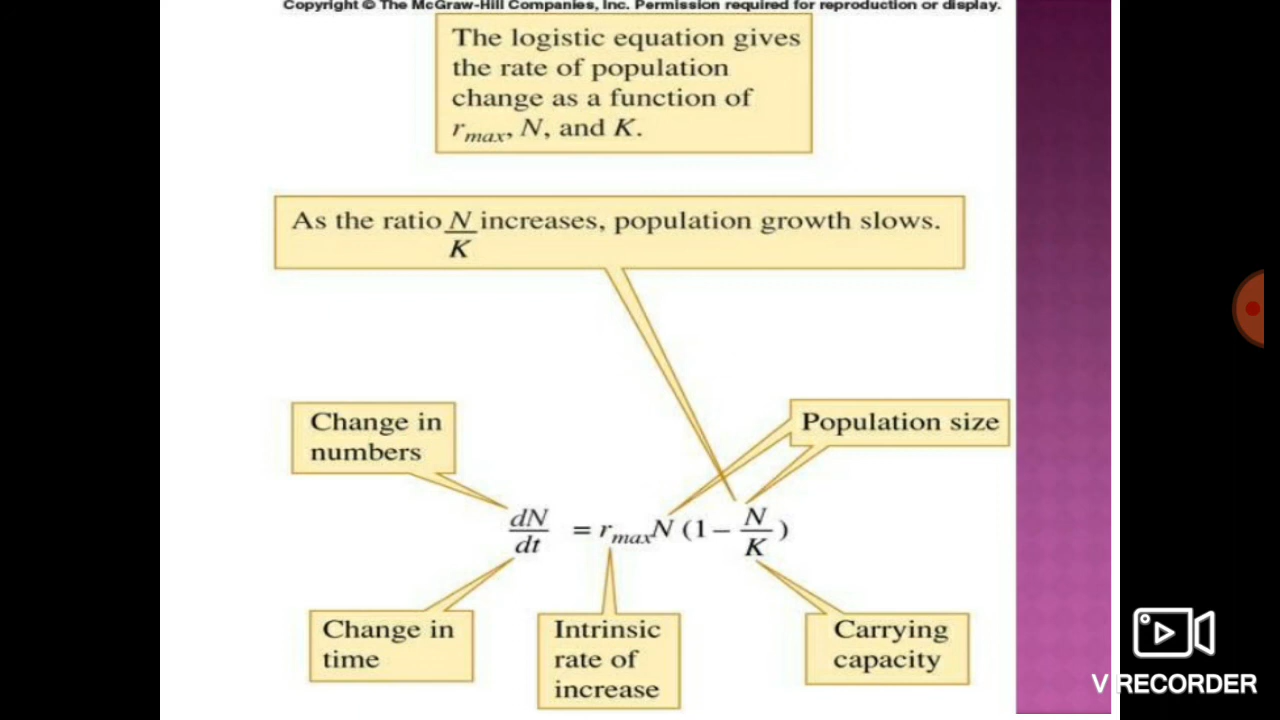 Copyright © The McGraw-Hill Companies, Inc. Permission required for reproduction or display.
The logistic equation gives
the rate of population
change as a function of
r_max, N, and K.
As the ratio N/K increases, population growth slows.
Change in
numbers
Population size
dN/dt = r_max N (1 – N/K)
Change in
time
Intrinsic
rate of
increase
Carrying
capacity
V RECORDER